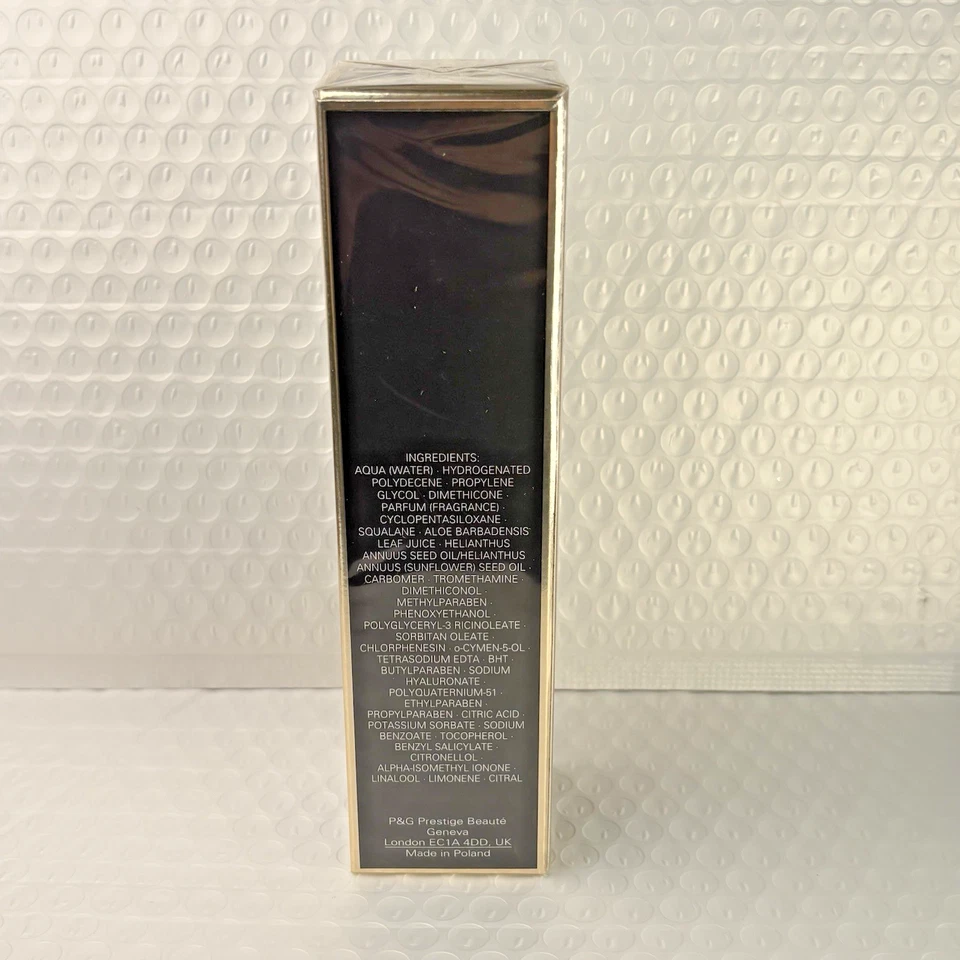 INGREDIENTS:
AQUA (WATER) · HYDROGENATED
POLYDECENE · PROPYLENE
GLYCOL · DIMETHICONE ·
PARFUM (FRAGRANCE) ·
CYCLOPENTASILOXANE ·
SQUALANE · ALOE BARBADENSIS
LEAF JUICE · HELIANTHUS
ANNUUS SEED OIL/HELIANTHUS
ANNUUS (SUNFLOWER) SEED OIL ·
CARBOMER · TROMETHAMINE ·
DIMETHICONOL ·
METHYLPARABEN ·
PHENOXYETHANOL ·
POLYGLYCERYL-3 RICINOLEATE ·
SORBITAN OLEATE ·
CHLORPHENESIN · o-CYMEN-5-OL ·
TETRASODIUM EDTA · BHT ·
BUTYLPARABEN · SODIUM
HYALURONATE ·
POLYQUATERNIUM-51 ·
ETHYLPARABEN ·
PROPYLPARABEN · CITRIC ACID ·
POTASSIUM SORBATE · SODIUM
BENZOATE · TOCOPHEROL ·
BENZYL SALICYLATE ·
CITRONELLOL ·
ALPHA-ISOMETHYL IONONE ·
LINALOOL · LIMONENE · CITRAL
P&G Prestige Beauté
Geneva
London EC1A 4DD, UK
Made in Poland